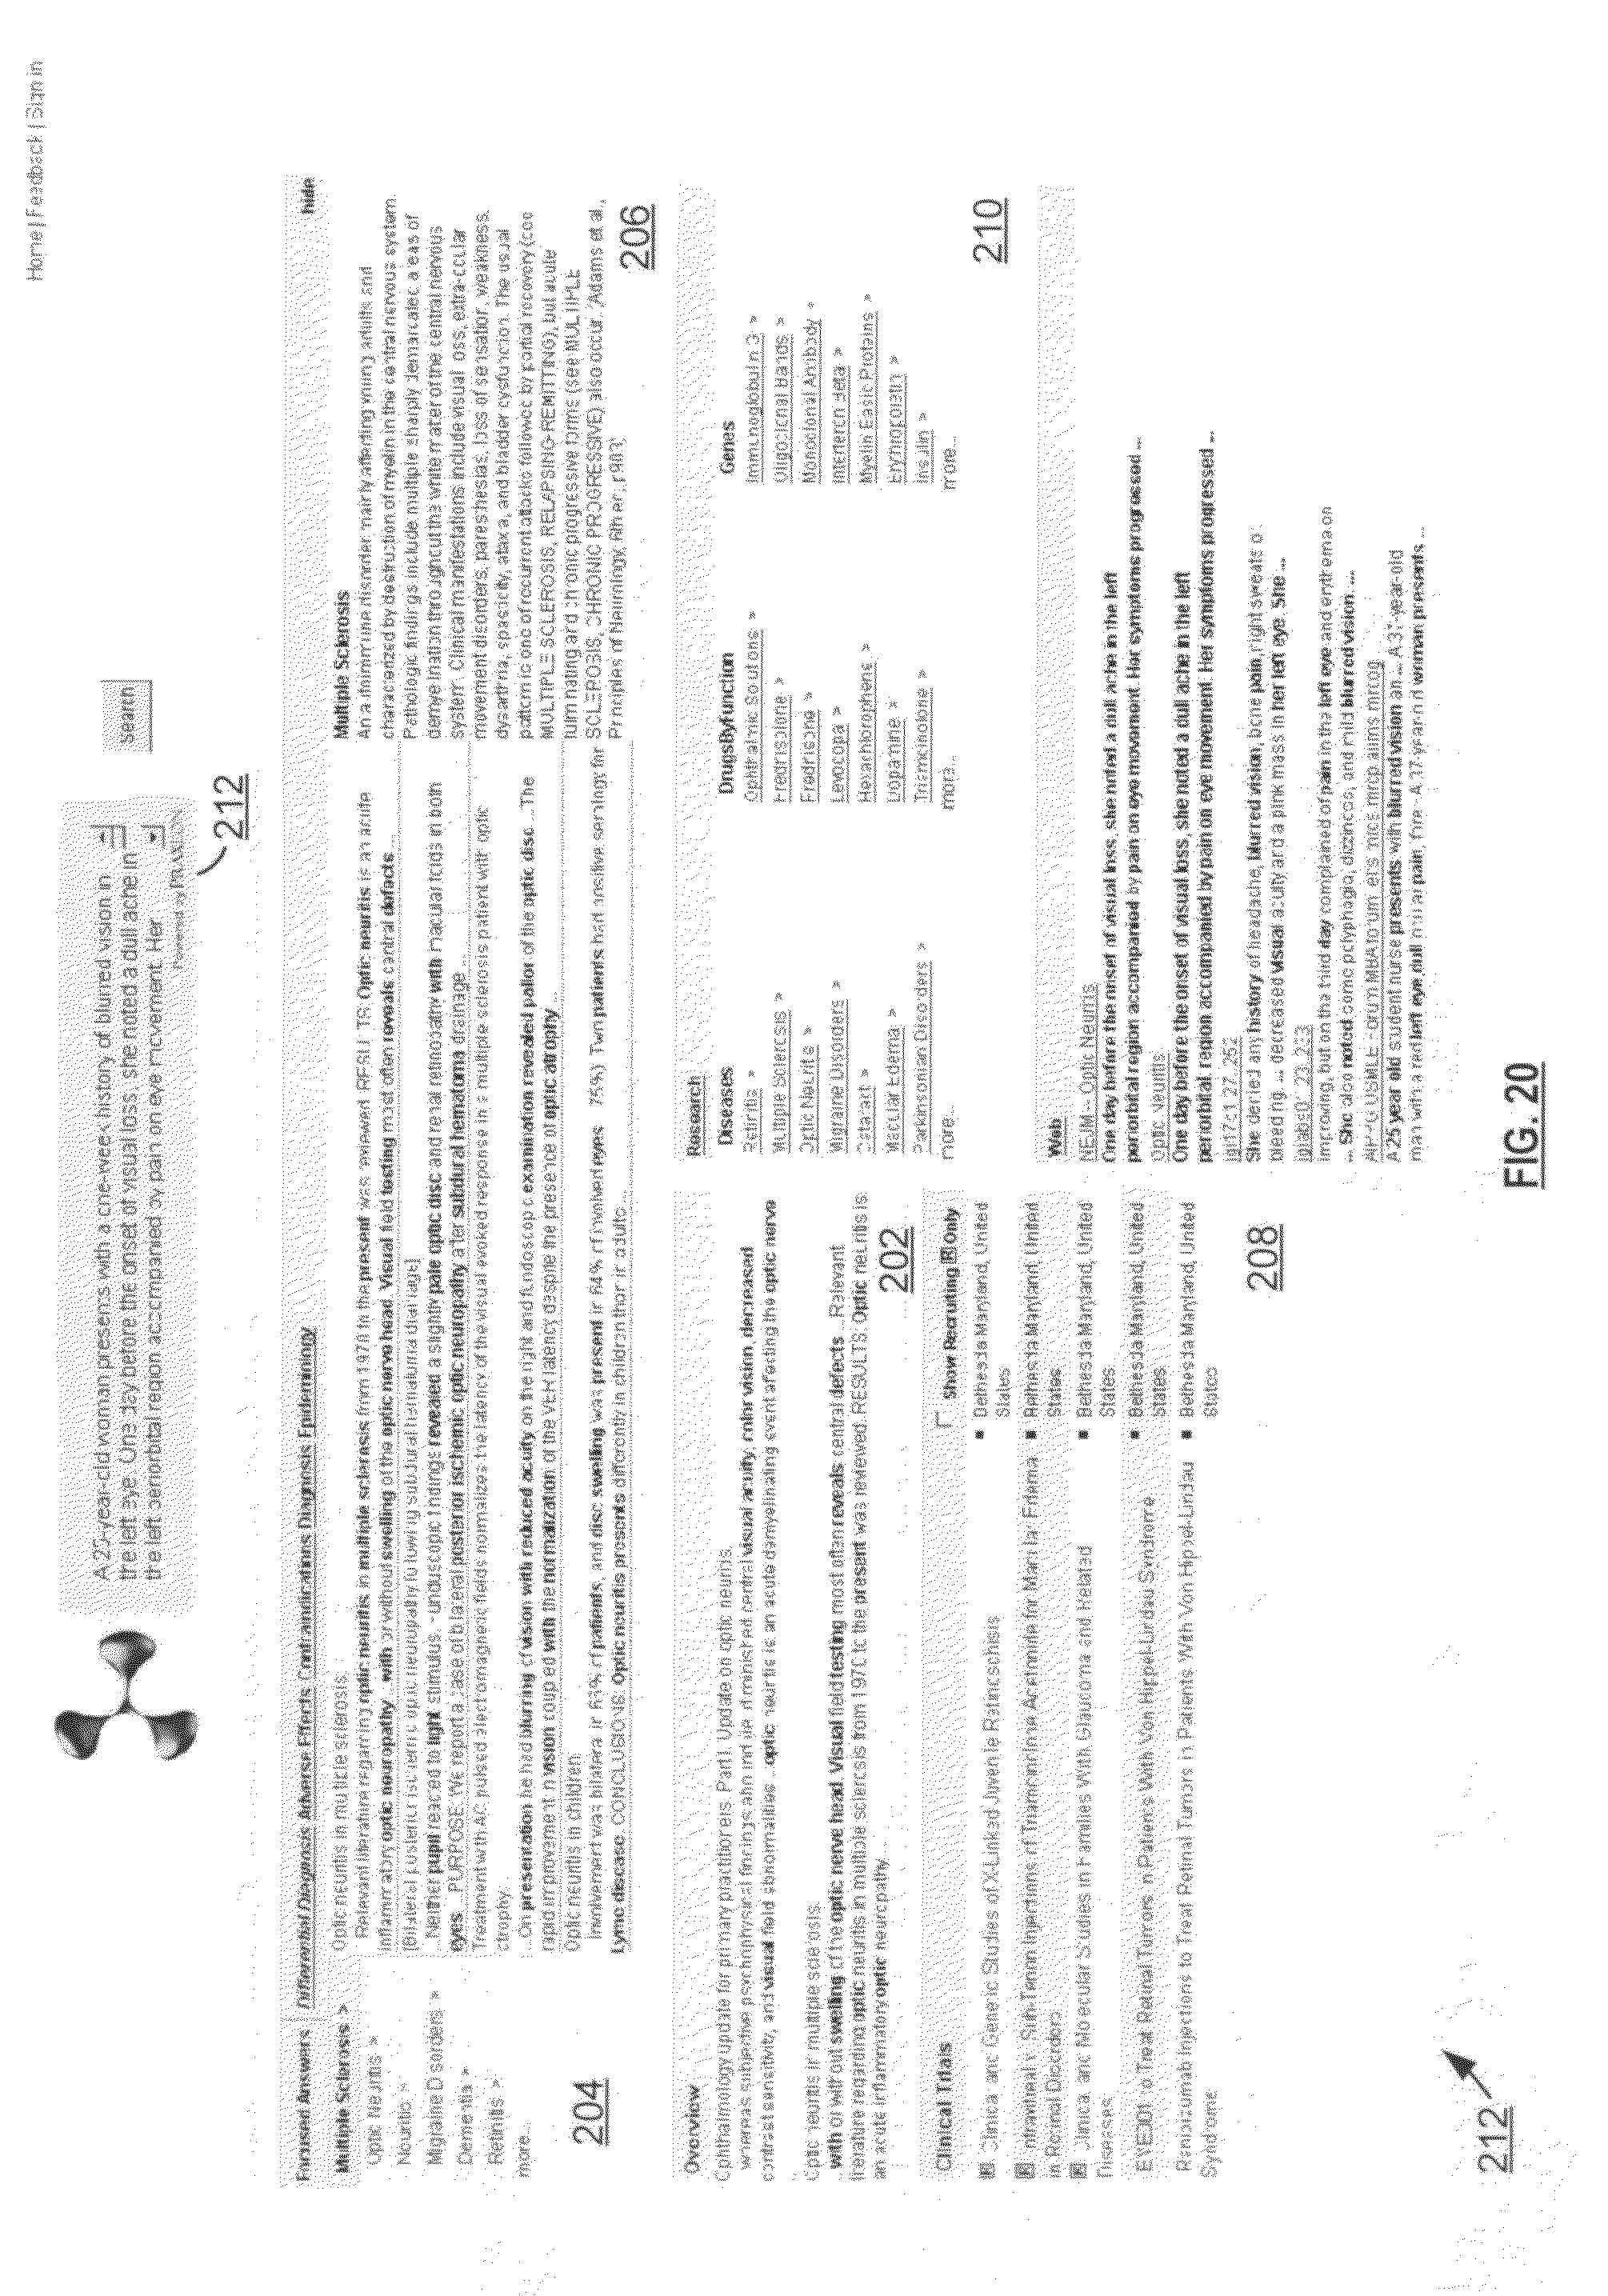 Home | Feedback | Sign in
A 25-year-old woman presents with a one-week history of blurred vision in
the left eye. One day before the onset of visual loss, she noted a dull ache in
the left periorbital region accompanied by pain on eye movement. Her
search
Powered by
212
Focused Answers
Differential Diagnosis Adverse Effects Contraindications Diagnosis Epidemiology
hide
Multiple Sclerosis >
Optic Neuritis >
Neuritis >
Migraine Disorders >
Dementia >
Retinitis >
more...
204
Optic neuritis in multiple sclerosis.
Relevant literature regarding optic neuritis in multiple sclerosis from 1970 to the present was reviewed. RESULTS: Optic neuritis is an acute
inflammatory optic neuropathy ... with or without swelling of the optic nerve head. Visual field testing most often reveals central defects ...
[Bilateral posterior ischemic optic neuropathy following subdural hematoma drainage]
Neither pupil reacted to light stimulus. Funduscopic findings revealed a slightly pale optic disc and renal retinopathy with macular folds in both
eyes ... PURPOSE: We report a case of bilateral posterior ischemic optic neuropathy after subdural hematoma drainage ...
Treatment with AC pulsed electromagnetic fields normalizes the latency of the visual evoked response in a multiple sclerosis patient with optic
atrophy.
On presentation he had blurring of vision with reduced acuity on the right and fundoscopic examination revealed pallor of the optic disc ... The
rapid improvement in vision coupled with the normalization of the VER latency despite the presence of optic atrophy ...
Optic neuritis in children.
Involvement was bilateral in patients, and disc swelling was present in 64% of involved eyes Two patients had positive serology for
Lyme disease. CONCLUSIONS: Optic neuritis presents differently in children than in adults ...
Multiple Sclerosis
An autoimmune disorder mainly affecting young adults and
characterized by destruction of myelin in the central nervous system.
Pathologic findings include multiple sharply demarcated areas of
demyelination throughout the white matter of the central nervous
system. Clinical manifestations include visual loss, extra-ocular
movement disorders, paresthesias, loss of sensation, weakness,
dysarthria, spasticity, ataxia, and bladder dysfunction. The usual
pattern is one of recurrent attacks followed by partial recovery (see
MULTIPLE SCLEROSIS, RELAPSING-REMITTING), but acute
fulminating and chronic progressive forms (see MULTIPLE
SCLEROSIS, CHRONIC PROGRESSIVE) also occur. (Adams et al.,
Principles of Neurology,
206
Overview
Ophthalmology update for primary practitioners. Part I. Update on optic neuritis.
whereas subjective psychophysical findings include diminished central visual acuity, color vision, decreased
contrast sensitivity, and visual field abnormalities ... optic neuritis is an acute demyelinating event affecting the optic nerve
Optic neuritis in multiple sclerosis.
with or without swelling of the optic nerve head. Visual field testing most often reveals central defects ... Relevant
literature regarding optic neuritis in multiple sclerosis from 1970 to the present was reviewed. RESULTS: Optic neuritis is
an acute inflammatory optic neuropathy ...
202
Clinical Trials
Show Recruiting R only
R Clinical and Genetic Studies of X-Linked Juvenile Retinoschisis
Bethesda Maryland, United
States
R Intravitreal v. Sub-Tenon Injections of Triamcinolone Acetonide for Macular Edema
in Retinal Disorders
Bethesda Maryland, United
States
R Clinical and Molecular Studies in Families With Glaucoma and Related
Diseases
Bethesda Maryland, United
States
EYE001 to Treat Retinal Tumors in Patients With Von Hippel-Lindau Syndrome
Bethesda Maryland, United
States
Ranibizumab Injections to Treat Retinal Tumors in Patients With Von Hippel-Lindau
Syndrome
Bethesda Maryland, United
States
208
Research
Diseases
Retinitis >
Multiple Sclerosis >
Optic Neuritis >
Migraine Disorders >
Cataract >
Macular Edema >
Parkinsonian Disorders >
more...
DrugsByfunction
Ophthalmic Solutions >
Prednisolone >
Prednisone >
Levodopa >
Hexachlorophene >
Dopamine >
Triamcinolone >
more...
Genes
Immunoglobulin G >
Oligoclonal Bands >
Monoclonal Antibody >
Interferon Beta >
Myelin Basic Proteins >
Erythropoietin >
Insulin >
more...
210
Web
NEJM -- Optic Neuritis
One day before the onset of visual loss, she noted a dull ache in the left
periorbital region accompanied by pain on eye movement. Her symptoms progressed ...
Optic Neuritis
One day before the onset of visual loss, she noted a dull ache in the left
periorbital region accompanied by pain on eye movement. Her symptoms progressed ...
She denied any history of headache, blurred vision, bone pain, night sweats or
bleeding. ... decreased visual acuity and a pink mass in her left eye. She ...
improving, but on the third day complained of pain in the left eye and
... She also noted some polyphagia, dizziness, and mild blurred vision ...
A 25 year old student nurse presents with blurred vision an ... A 37-year-old
man with a red left eye, dull
212
FIG. 20